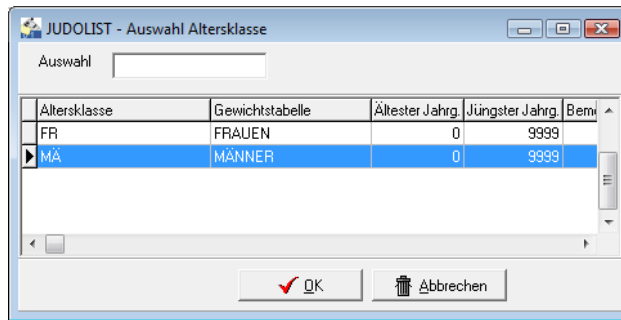 JUDOLIST - Auswahl Altersklasse
Auswahl
Altersklasse Gewichtstabelle Ältester Jahrg. Jüngster Jahrg. Beme
FR FRAUEN 0 9999
MÄ MÄNNER 0 9999
OK Abbrechen